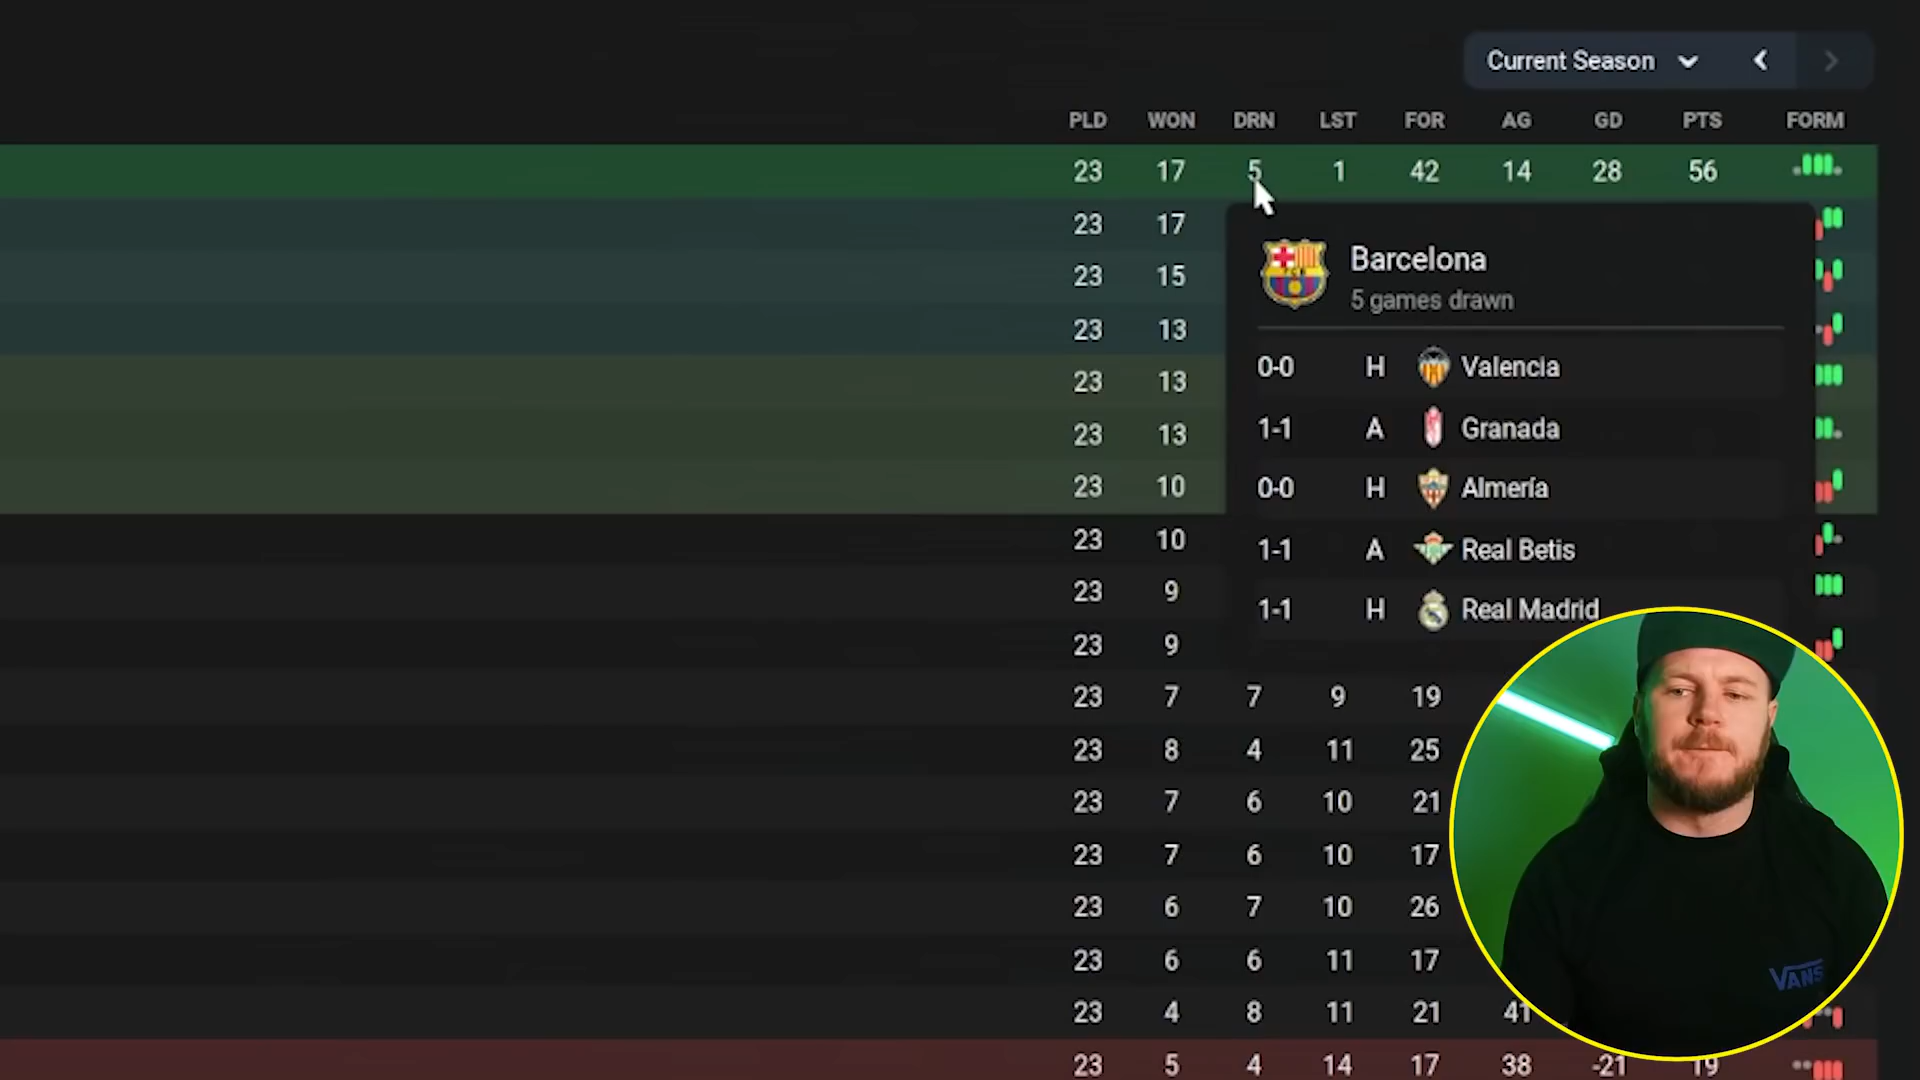 Current Season
PLD WON DRN LST FOR AG GD PTS FORM
23 17 5 1 42 14 28 56
23 17
Barcelona
23 15
5 games drawn
23 13
0-0 H Valencia
23 13
1-1 A Granada
23 13
0-0 H Almería
23 10
1-1 A Real Betis
23 10
1-1 H Real Madrid
23 9
23 9
23 7 7 9 19
23 8 4 11 25
23 7 6 10 21
23 7 6 10 17
23 6 7 10 26
23 6 6 11 17
VANS
23 4 8 11 21 41
23 5 4 14 17 38 -21 19